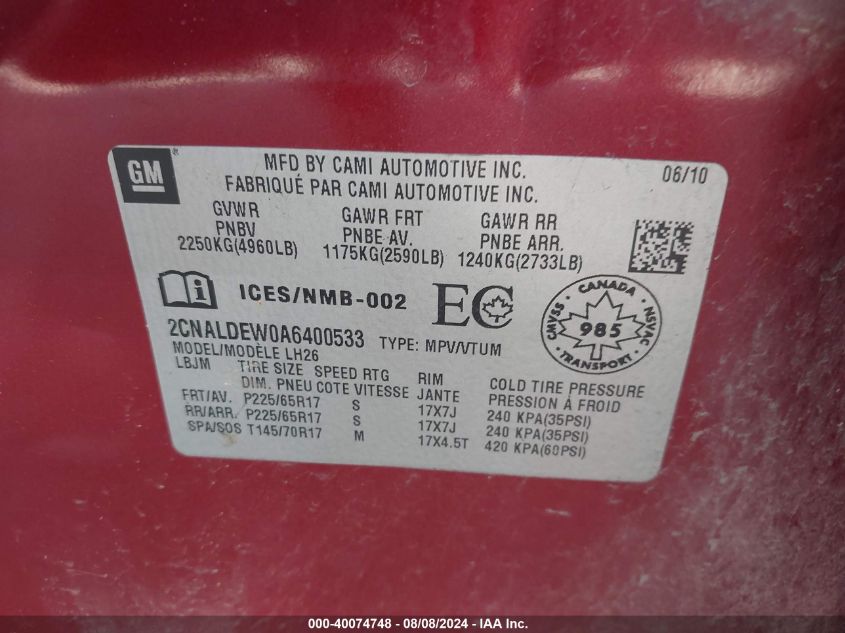 GM
MFD BY CAMI AUTOMOTIVE INC.
FABRIQUÉ PAR CAMI AUTOMOTIVE INC.
06/10
GVWR GAWR FRT GAWR RR
PNBV PNBE AV. PNBE ARR.
2250KG(4960LB) 1175KG(2590LB) 1240KG(2733LB)
i ICES/NMB-002 EC
CANADA
CMVSS 985 NSVAC
TRANSPORT
2CNALDEW0A6400533 TYPE: MPV/VTUM
MODEL/MODÈLE LH26
LBJM TIRE SIZE SPEED RTG RIM COLD TIRE PRESSURE
DIM. PNEU COTE VITESSE JANTE PRESSION À FROID
FRT/AV. P225/65R17 S 17X7J 240 KPA(35PSI)
RR/ARR. P225/65R17 S 17X7J 240 KPA(35PSI)
SPA/SOS T145/70R17 M 17X4.5T 420 KPA(60PSI)
000-40074748 - 08/08/2024 - IAA Inc.